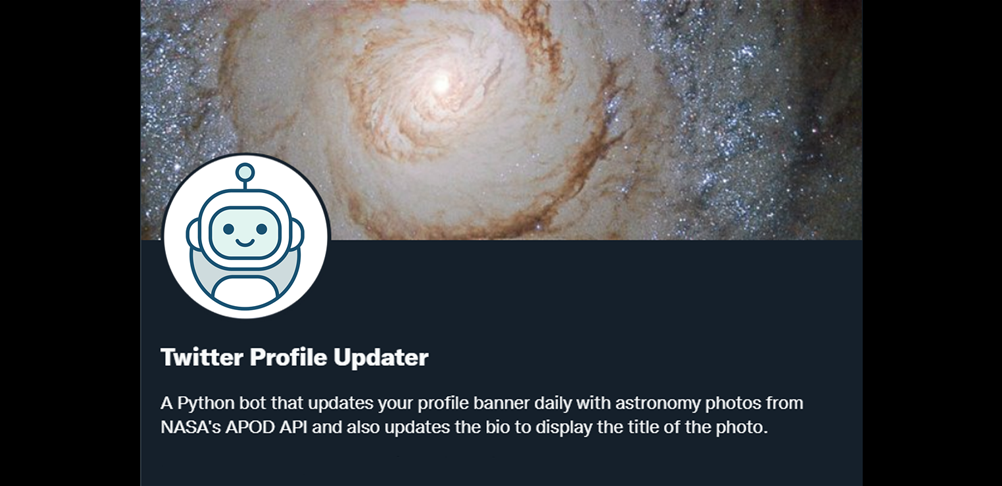 Twitter Profile Updater
A Python bot that updates your profile banner daily with astronomy photos from
NASA's APOD API and also updates the bio to display the title of the photo.